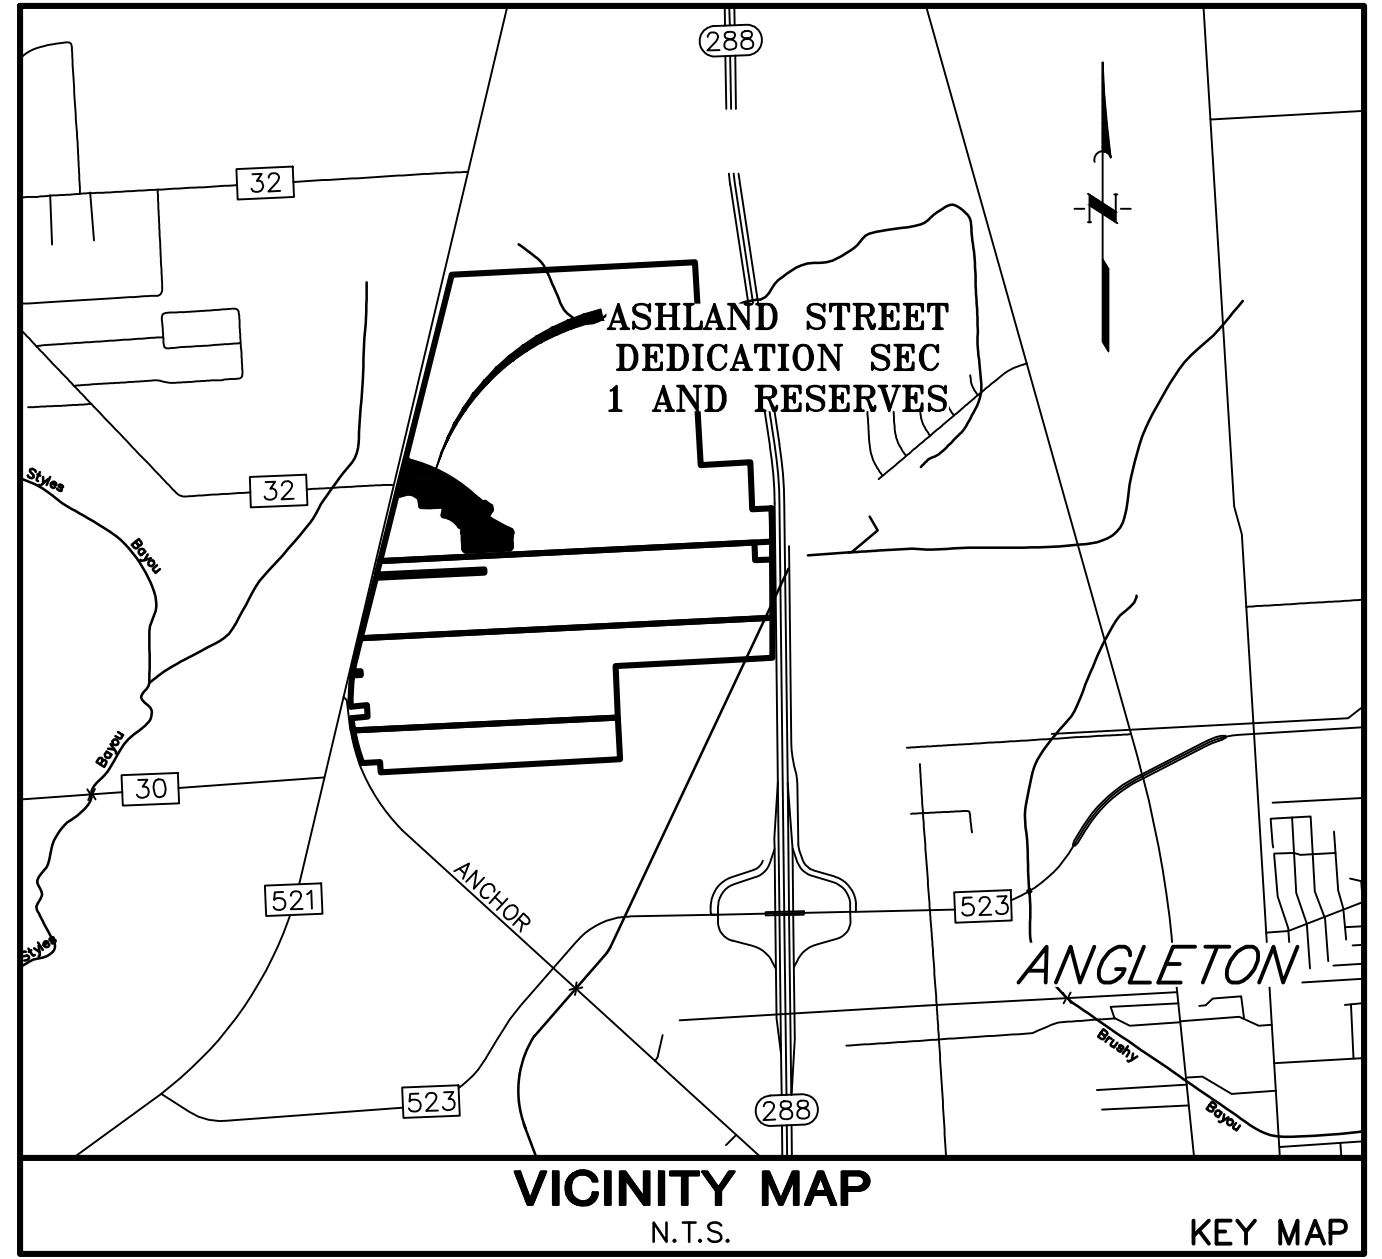 288
32
N
ASHLAND STREET
DEDICATION SEC
1 AND RESERVES
Styles
32
Bayou
Bayou
30
521
ANCHOR
523
Styles
ANGLETON
Brushy
523
288
Bayou
VICINITY MAP
N.T.S.
KEY MAP